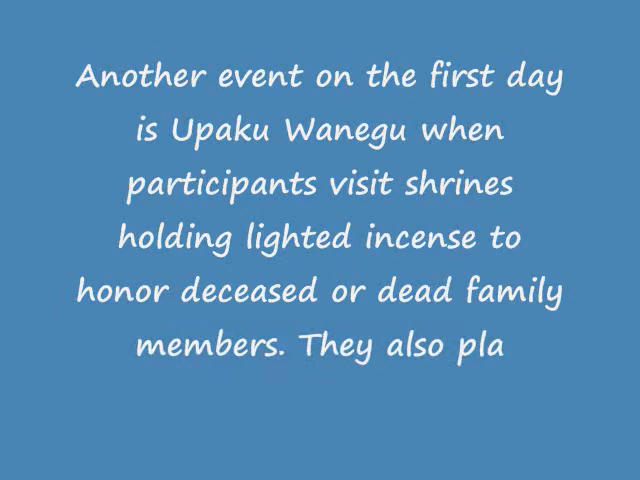 Another event on the first day
is Upaku Wanegu when
participants visit shrines
holding lighted incense to
honor deceased or dead family
members. They also pla